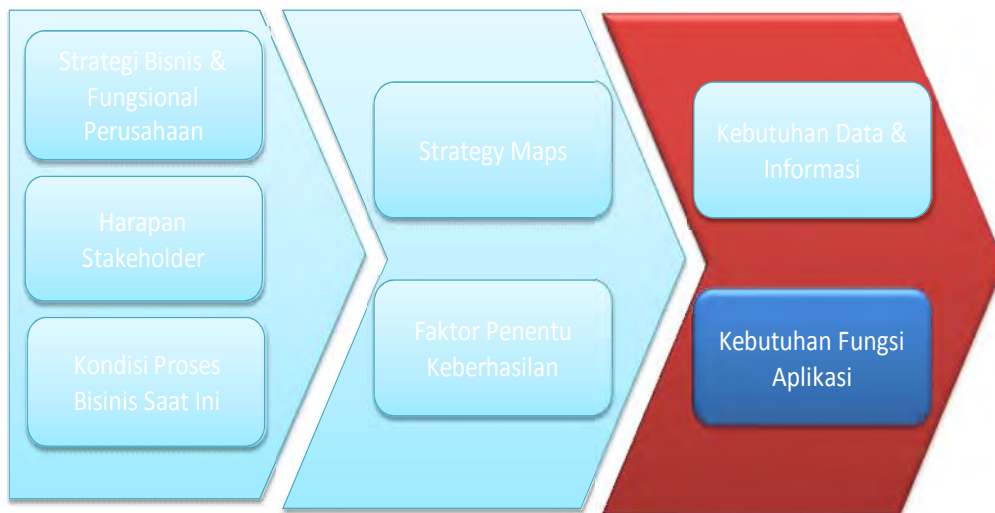 Strategi Bisnis &
Fungsional
Perusahaan
Harapan
Stakeholder
Kondisi Proses
Bisinis Saat Ini
Strategy Maps
Faktor Penentu
Keberhasilan
Kebutuhan Data &
Informasi
Kebutuhan Fungsi
Aplikasi